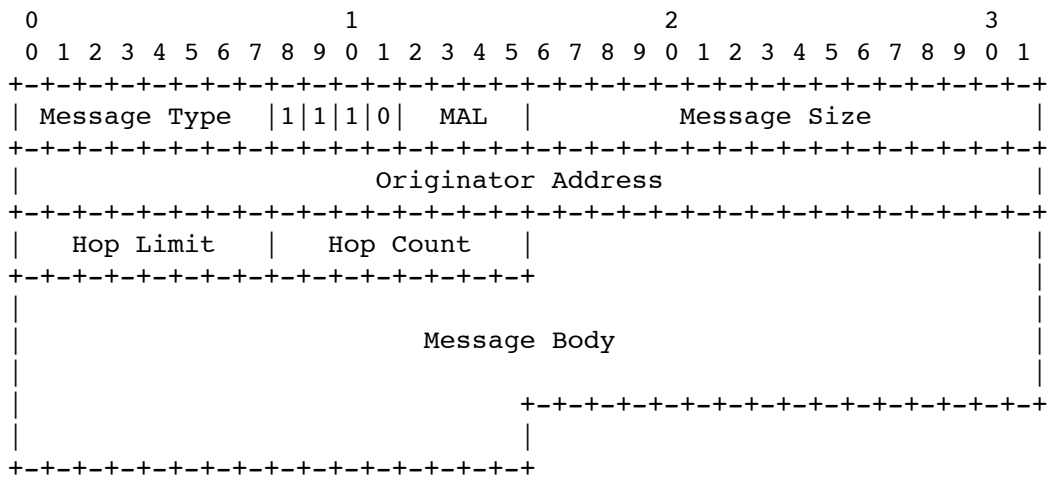 0                   1                   2                   3
 0 1 2 3 4 5 6 7 8 9 0 1 2 3 4 5 6 7 8 9 0 1 2 3 4 5 6 7 8 9 0 1
+-+-+-+-+-+-+-+-+-+-+-+-+-+-+-+-+-+-+-+-+-+-+-+-+-+-+-+-+-+-+-+-+
| Message Type  |1|1|1|0|  MAL  |         Message Size          |
+-+-+-+-+-+-+-+-+-+-+-+-+-+-+-+-+-+-+-+-+-+-+-+-+-+-+-+-+-+-+-+-+
|                      Originator Address                       |
+-+-+-+-+-+-+-+-+-+-+-+-+-+-+-+-+-+-+-+-+-+-+-+-+-+-+-+-+-+-+-+-+
|   Hop Limit   |   Hop Count   |                               |
+-+-+-+-+-+-+-+-+-+-+-+-+-+-+-+-+                               |
|                                                               |
|                         Message Body                          |
|                                                               |
|                               +-+-+-+-+-+-+-+-+-+-+-+-+-+-+-+-+
|                               |
+-+-+-+-+-+-+-+-+-+-+-+-+-+-+-+-+